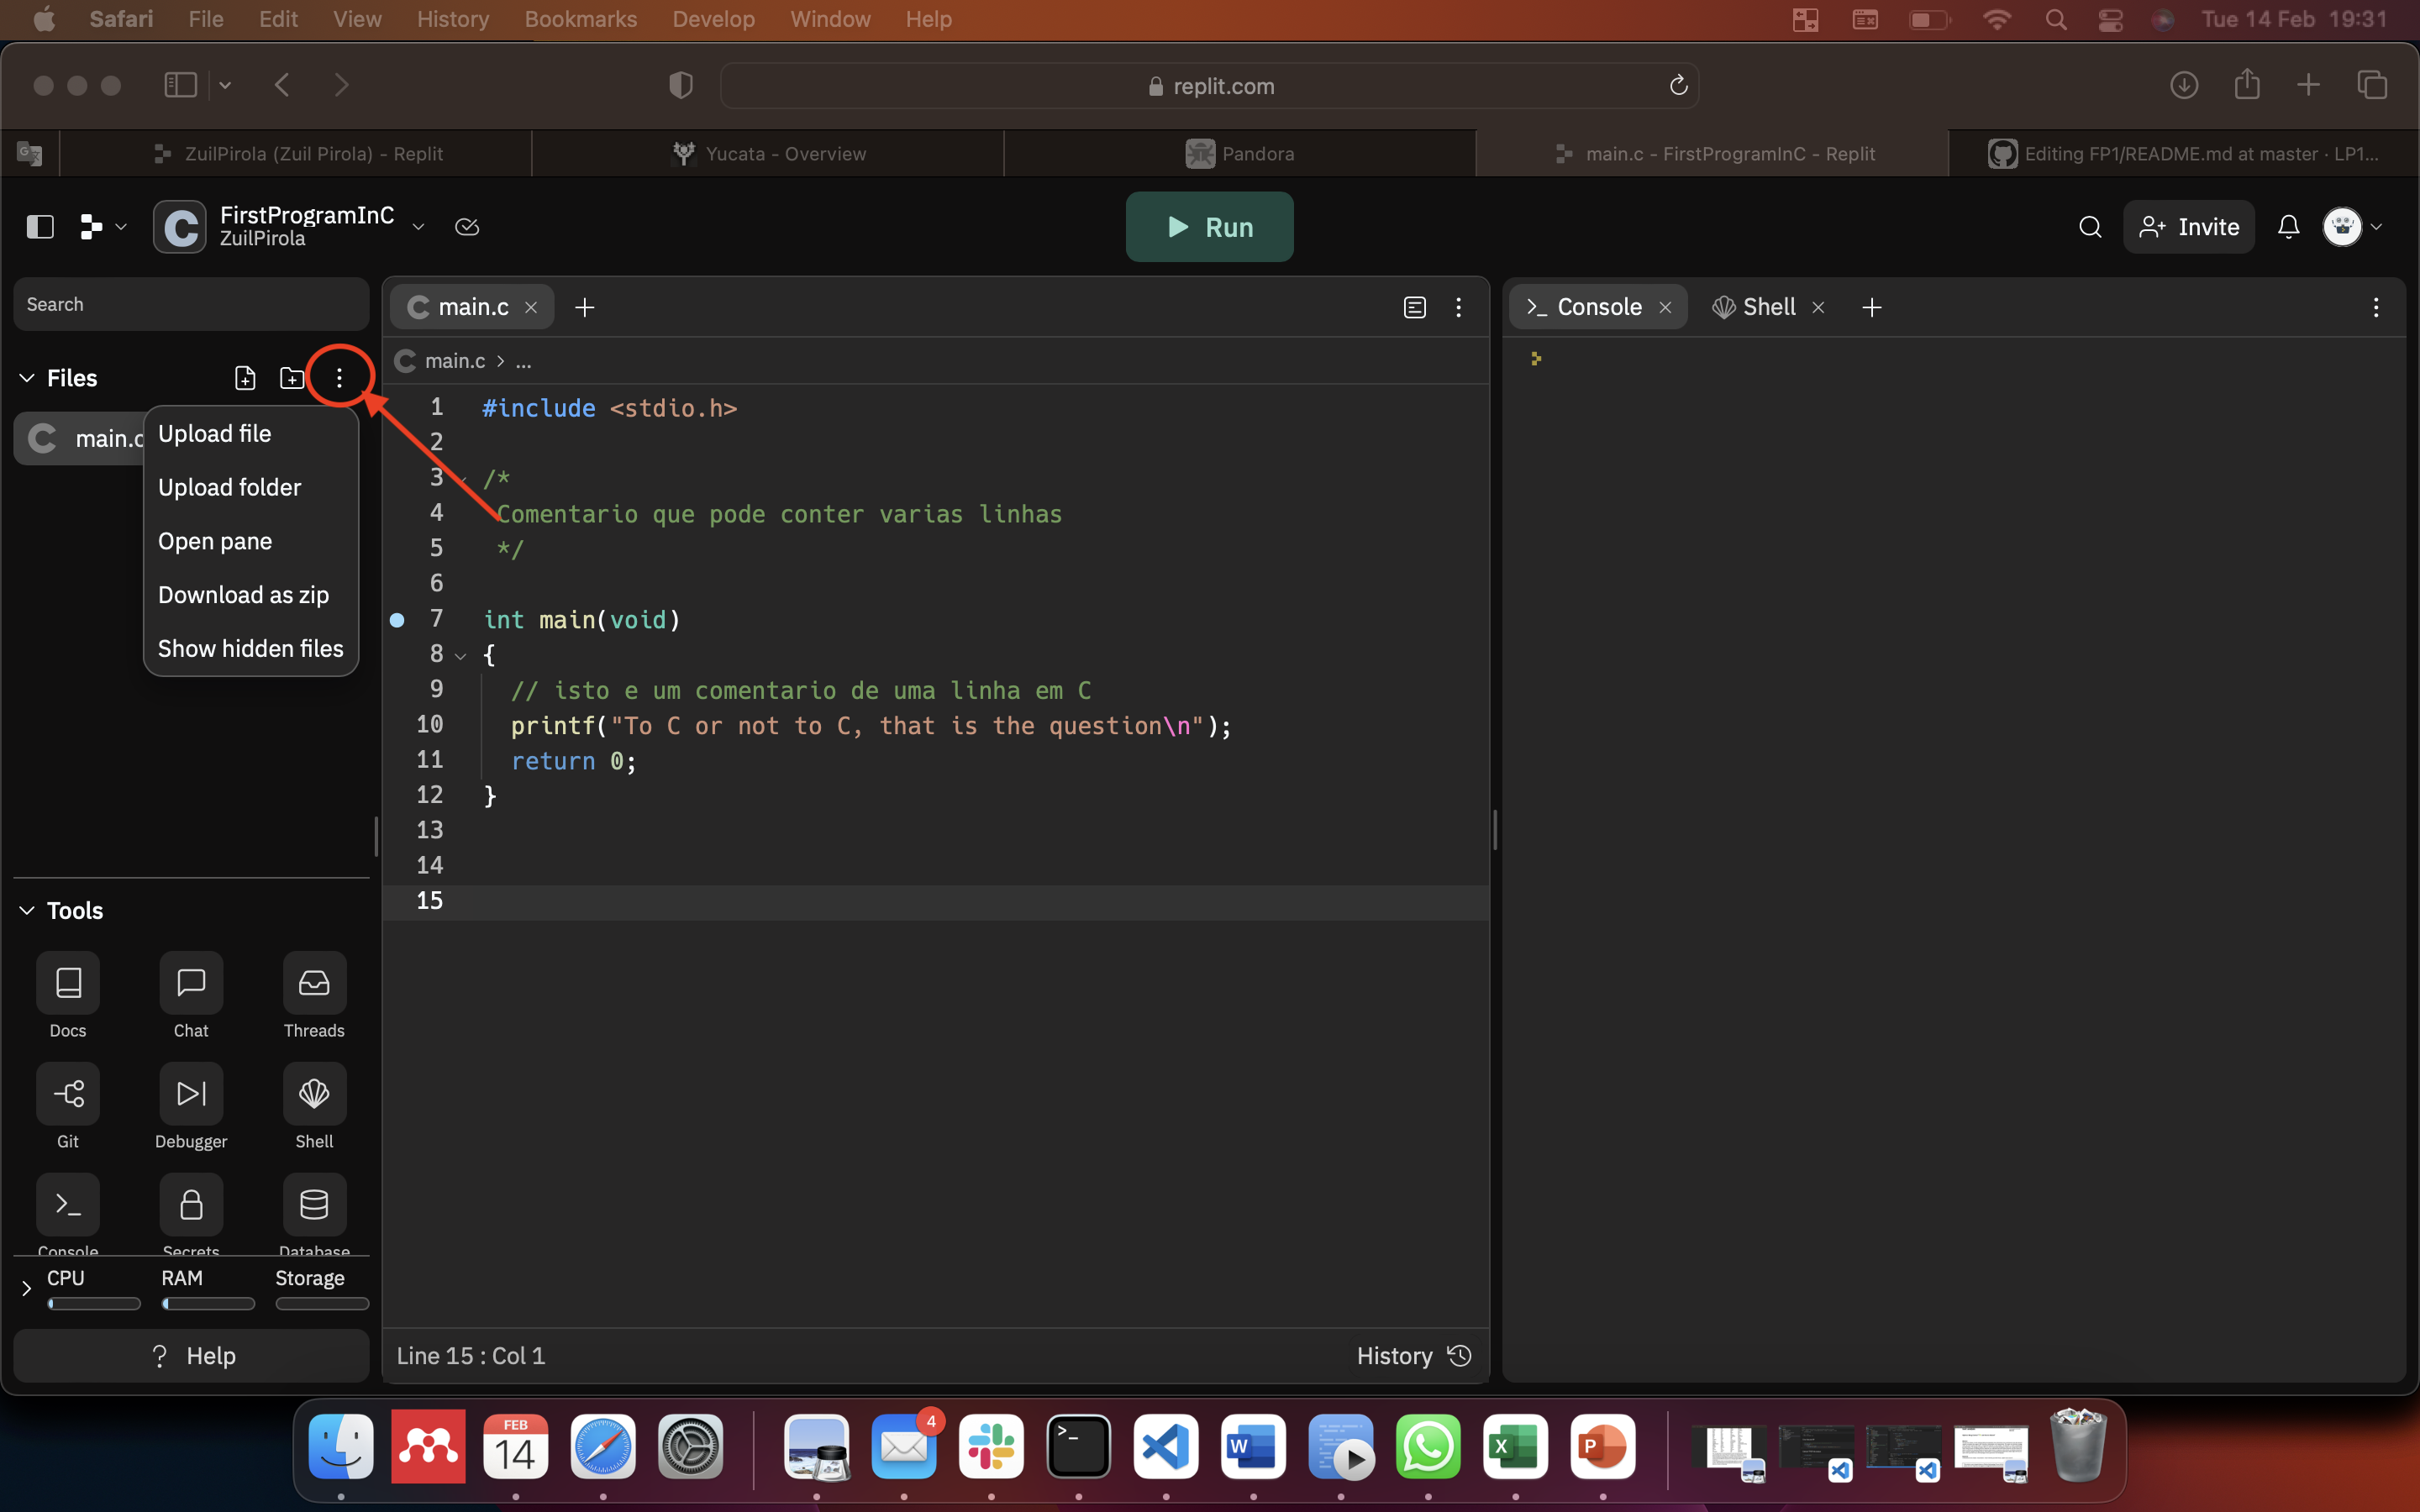 Safari File Edit View History Bookmarks Develop Window Help Tue 14 Feb 19:31
replit.com
ZuilPirola (Zuil Pirola) - Replit Yucata - Overview Pandora main.c - FirstProgramInC - Replit Editing FP1/README.md at master · LP1...
C FirstProgramInC
ZuilPirola
Run
Invite
Search
Files
C main.c
Upload file
Upload folder
Open pane
Download as zip
Show hidden files
Tools
Docs Chat Threads
Git Debugger Shell
Console Secrets Database
CPU RAM Storage
? Help
C main.c × +
C main.c > ...
1 #include <stdio.h>
2
3 /*
4 Comentario que pode conter varias linhas
5 */
6
7 int main(void)
8 {
9 // isto e um comentario de uma linha em C
10 printf("To C or not to C, that is the question\n");
11 return 0;
12 }
13
14
15
Line 15 : Col 1 History
>_ Console × Shell × +
FEB
14
4
>_
W
X
P